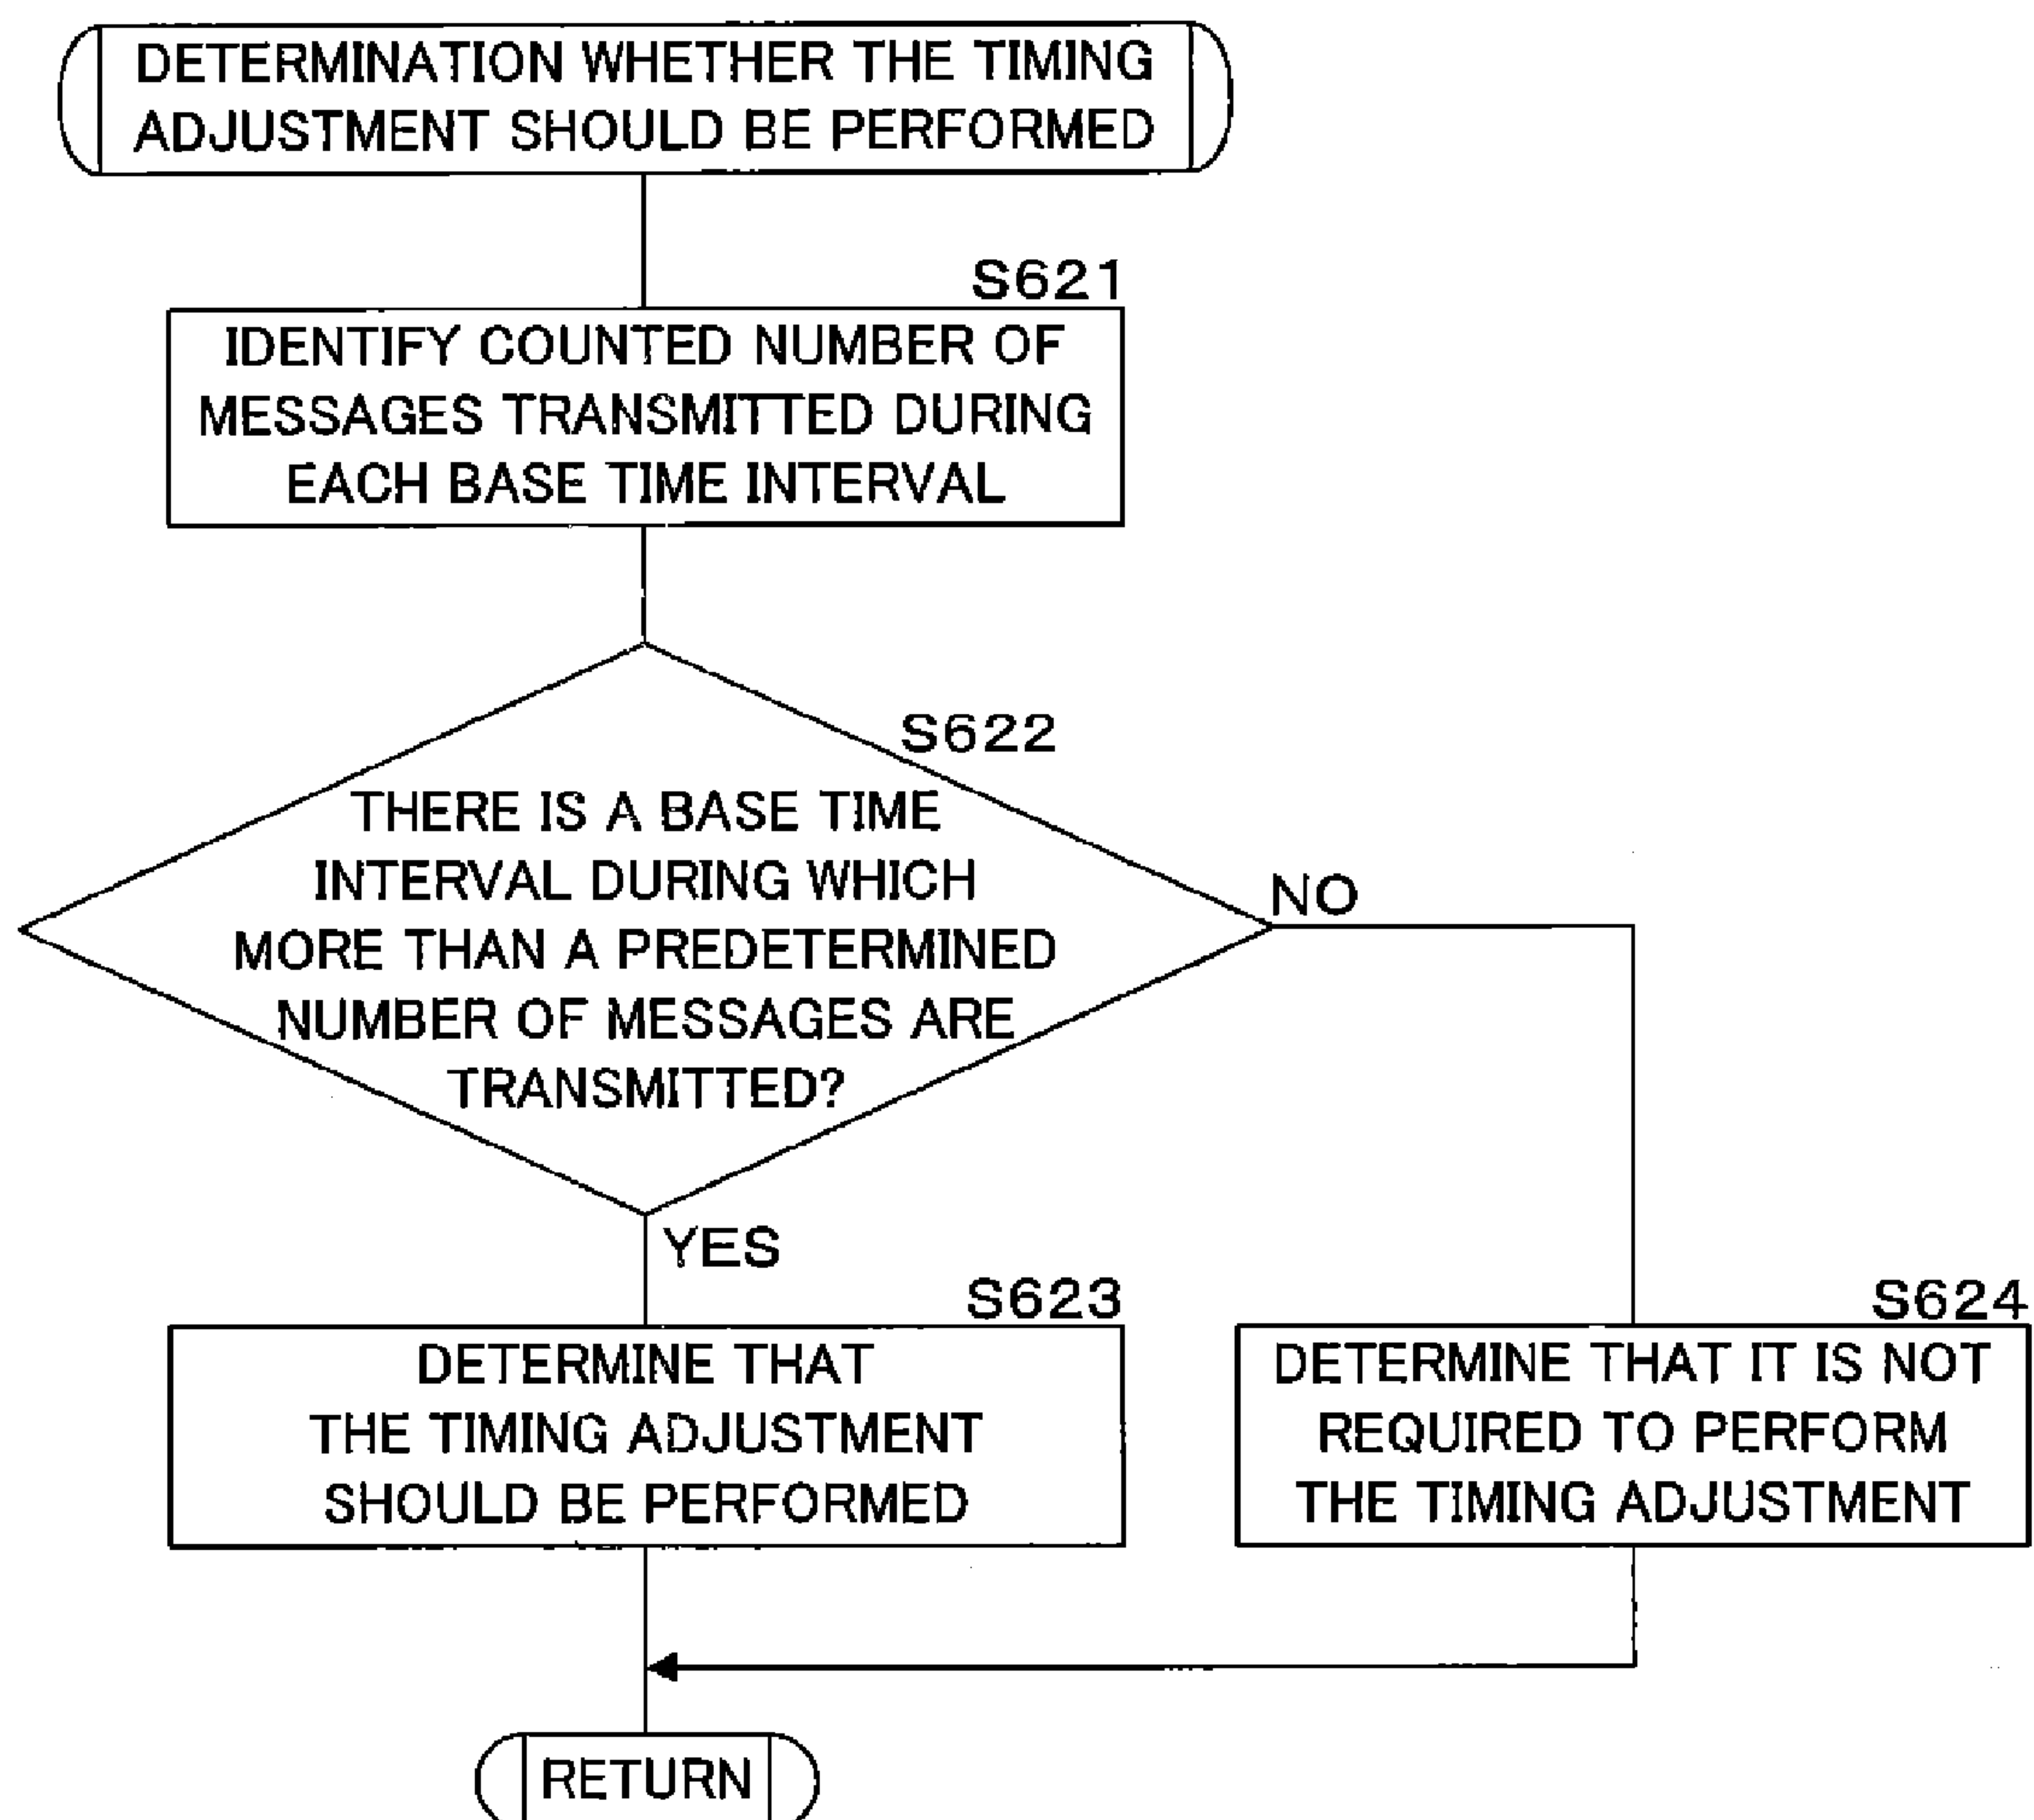 DETERMINATION WHETHER THE TIMING
ADJUSTMENT SHOULD BE PERFORMED
S621
IDENTIFY COUNTED NUMBER OF
MESSAGES TRANSMITTED DURING
EACH BASE TIME INTERVAL
S622
THERE IS A BASE TIME
INTERVAL DURING WHICH
MORE THAN A PREDETERMINED
NUMBER OF MESSAGES ARE
TRANSMITTED?
NO
YES
S623
DETERMINE THAT
THE TIMING ADJUSTMENT
SHOULD BE PERFORMED
S624
DETERMINE THAT IT IS NOT
REQUIRED TO PERFORM
THE TIMING ADJUSTMENT
RETURN